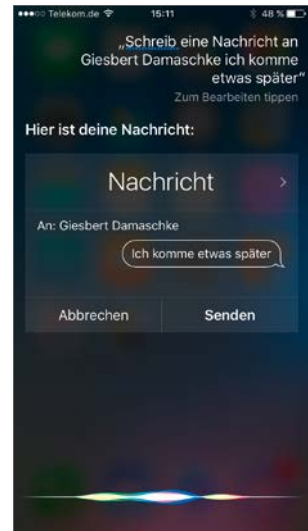 Telekom.de 15:11 48 %
„Schreib eine Nachricht an
Giesbert Damaschke ich komme
etwas später“
Zum Bearbeiten tippen
Hier ist deine Nachricht:
Nachricht
An: Giesbert Damaschke
Ich komme etwas später
Abbrechen Senden